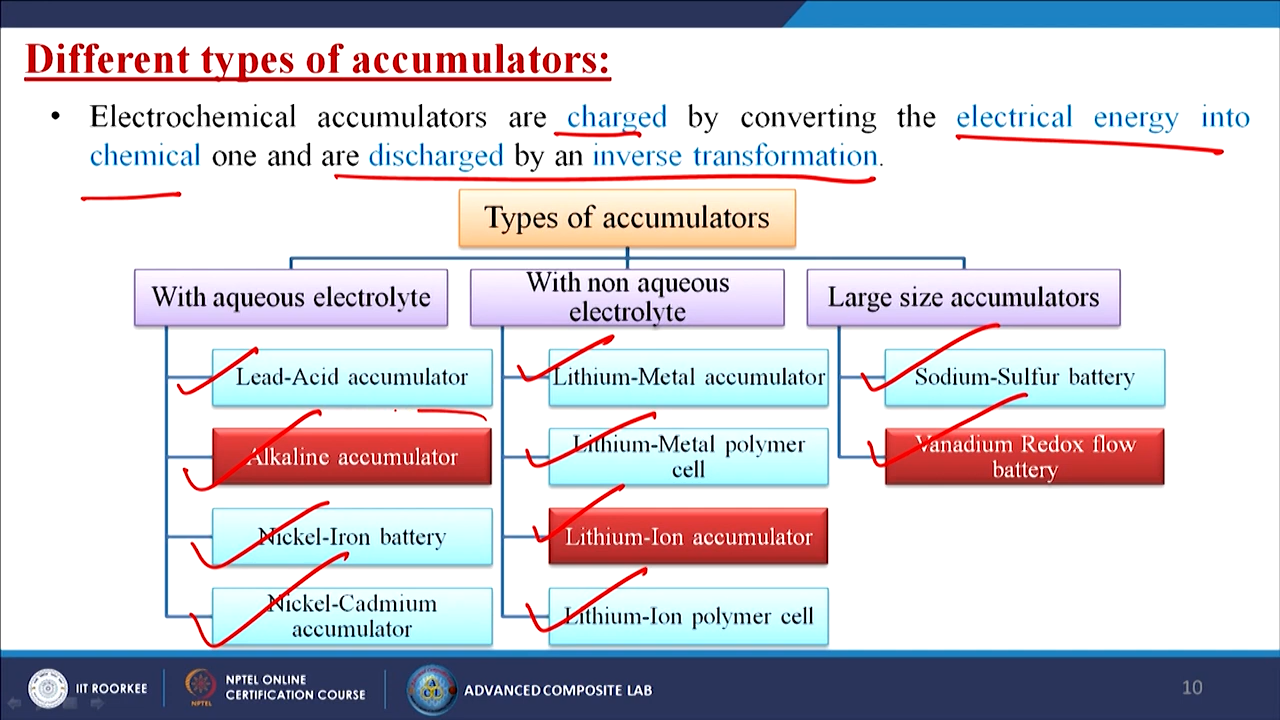 Different types of accumulators:
• Electrochemical accumulators are charged by converting the electrical energy into
chemical one and are discharged by an inverse transformation.
Types of accumulators
With aqueous electrolyte
Lead-Acid accumulator
Alkaline accumulator
Nickel-Iron battery
Nickel-Cadmium
accumulator
With non aqueous
electrolyte
Lithium-Metal accumulator
Lithium-Metal polymer
cell
Lithium-Ion accumulator
Lithium-Ion polymer cell
Large size accumulators
Sodium-Sulfur battery
Vanadium Redox flow
battery
IIT ROORKEE
NPTEL
NPTEL ONLINE
CERTIFICATION COURSE
ADVANCED COMPOSITE LAB
10